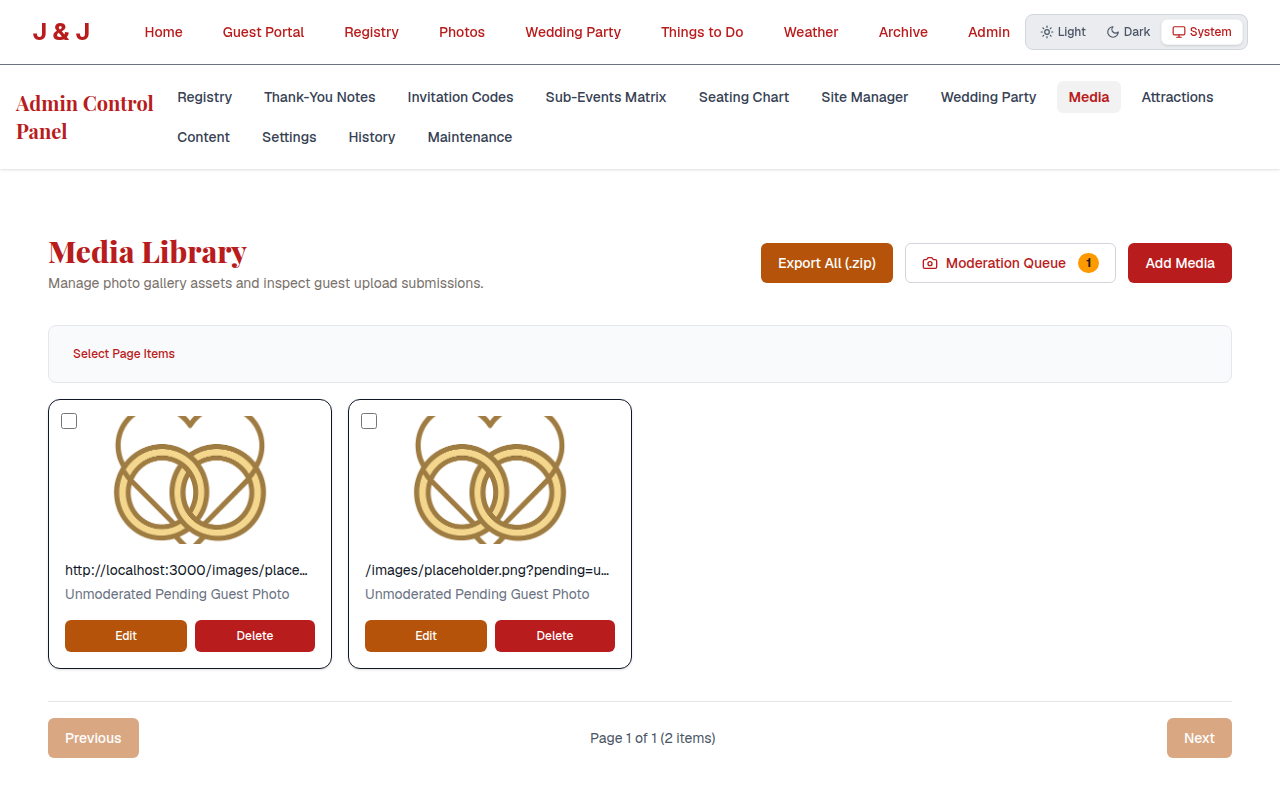 J & J
Home Guest Portal Registry Photos Wedding Party Things to Do Weather Archive Admin Light Dark System
Admin Control Panel
Registry Thank-You Notes Invitation Codes Sub-Events Matrix Seating Chart Site Manager Wedding Party Media Attractions
Content Settings History Maintenance
Media Library
Manage photo gallery assets and inspect guest upload submissions.
Export All (.zip) Moderation Queue 1 Add Media
Select Page Items
http://localhost:3000/images/place…
Unmoderated Pending Guest Photo
Edit Delete
/images/placeholder.png?pending=u…
Unmoderated Pending Guest Photo
Edit Delete
Previous Page 1 of 1 (2 items) Next